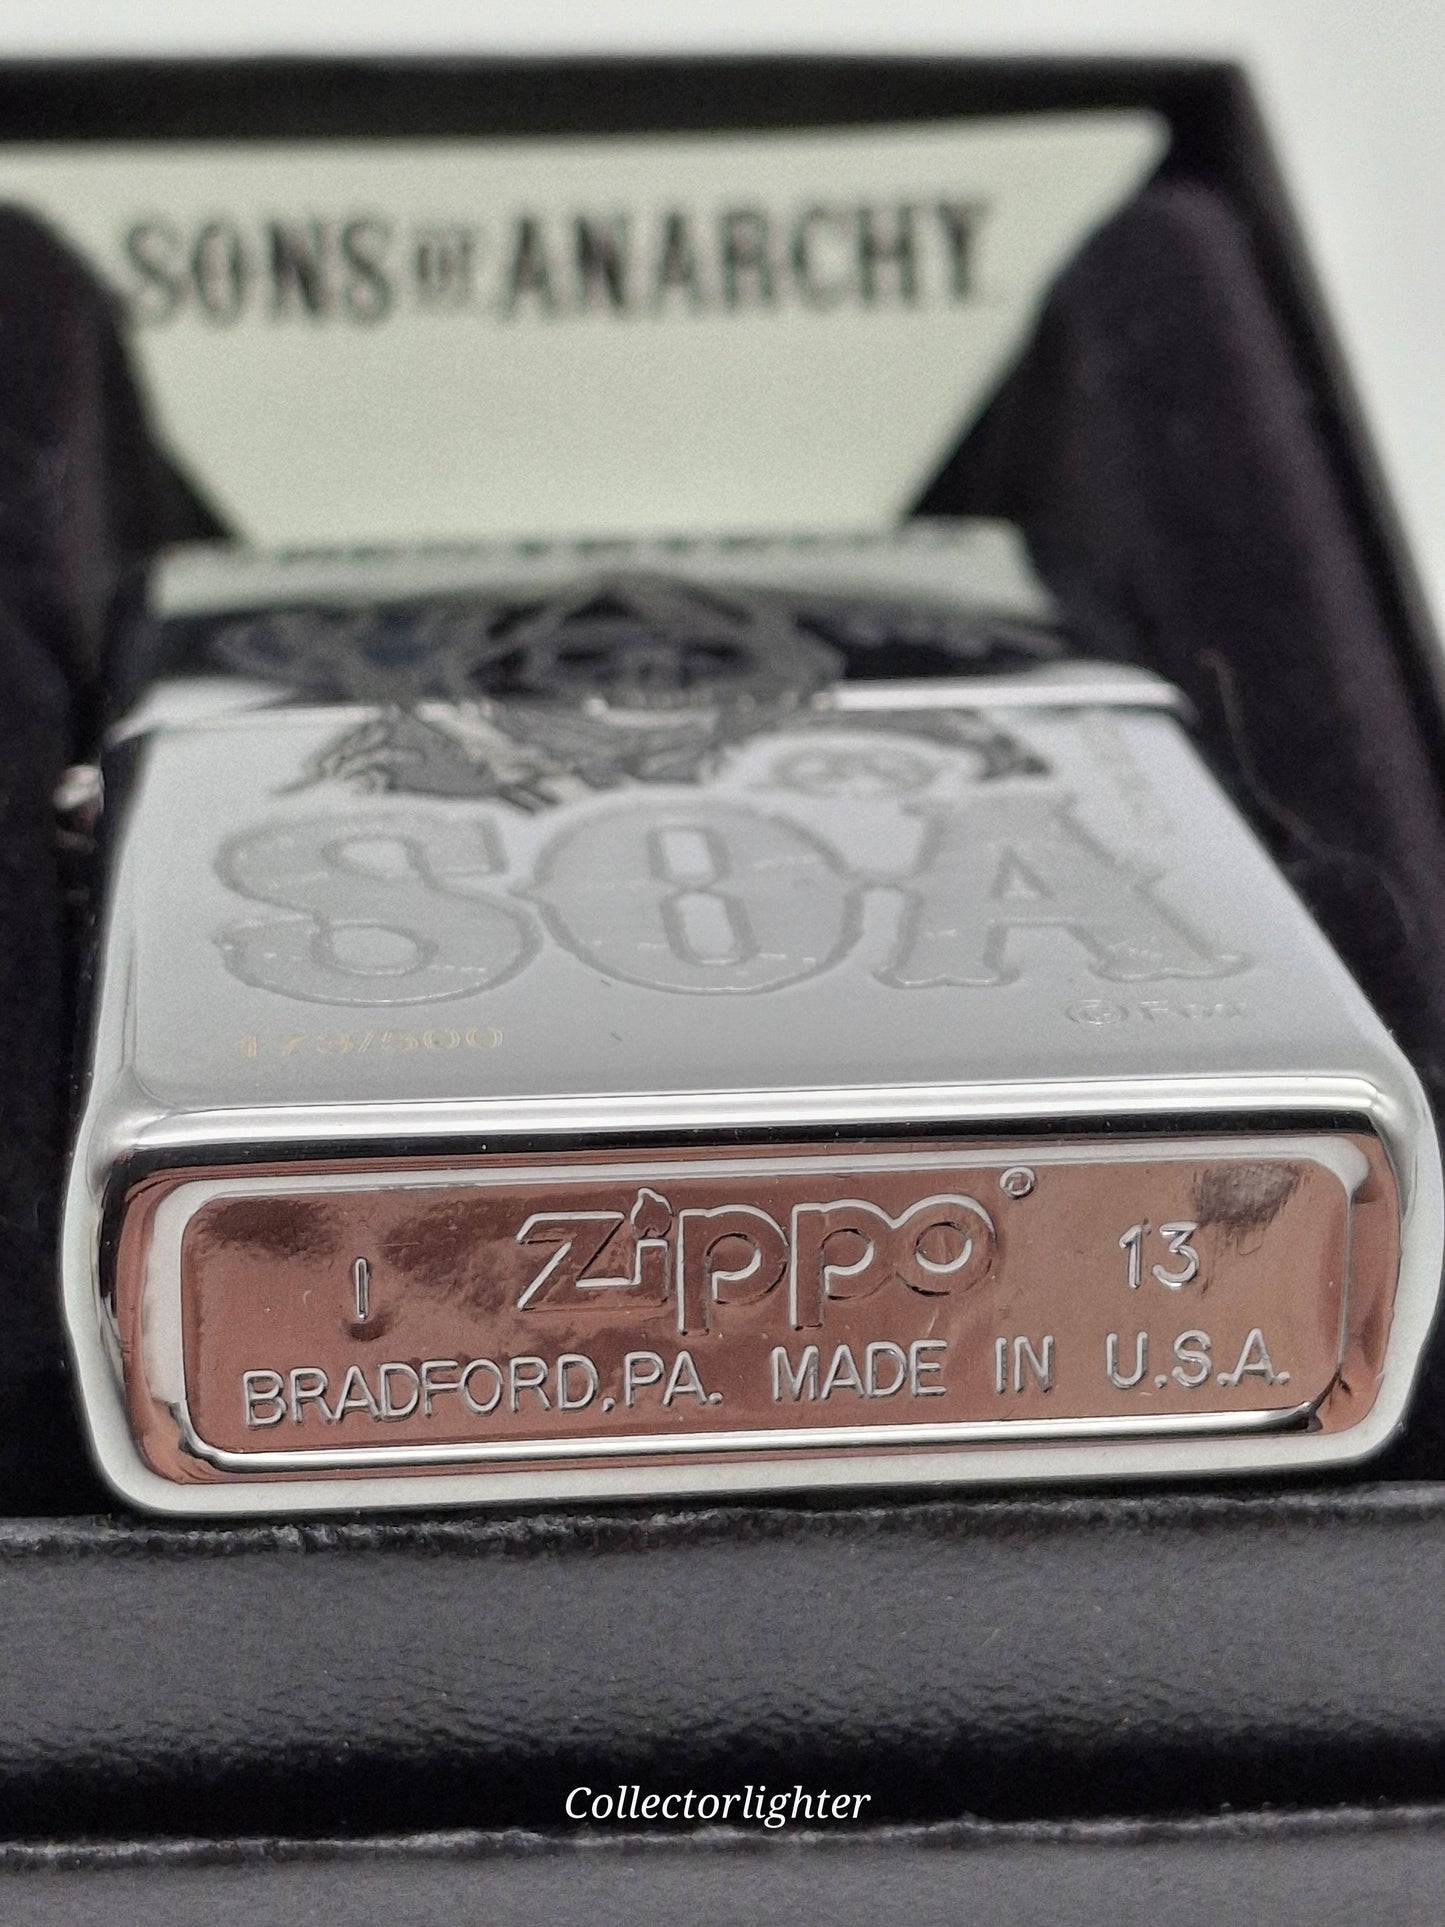 SONS OF ANARCHY
SOA
I zippo ® 13
BRADFORD, PA. MADE IN U.S.A.
Collectorlighter